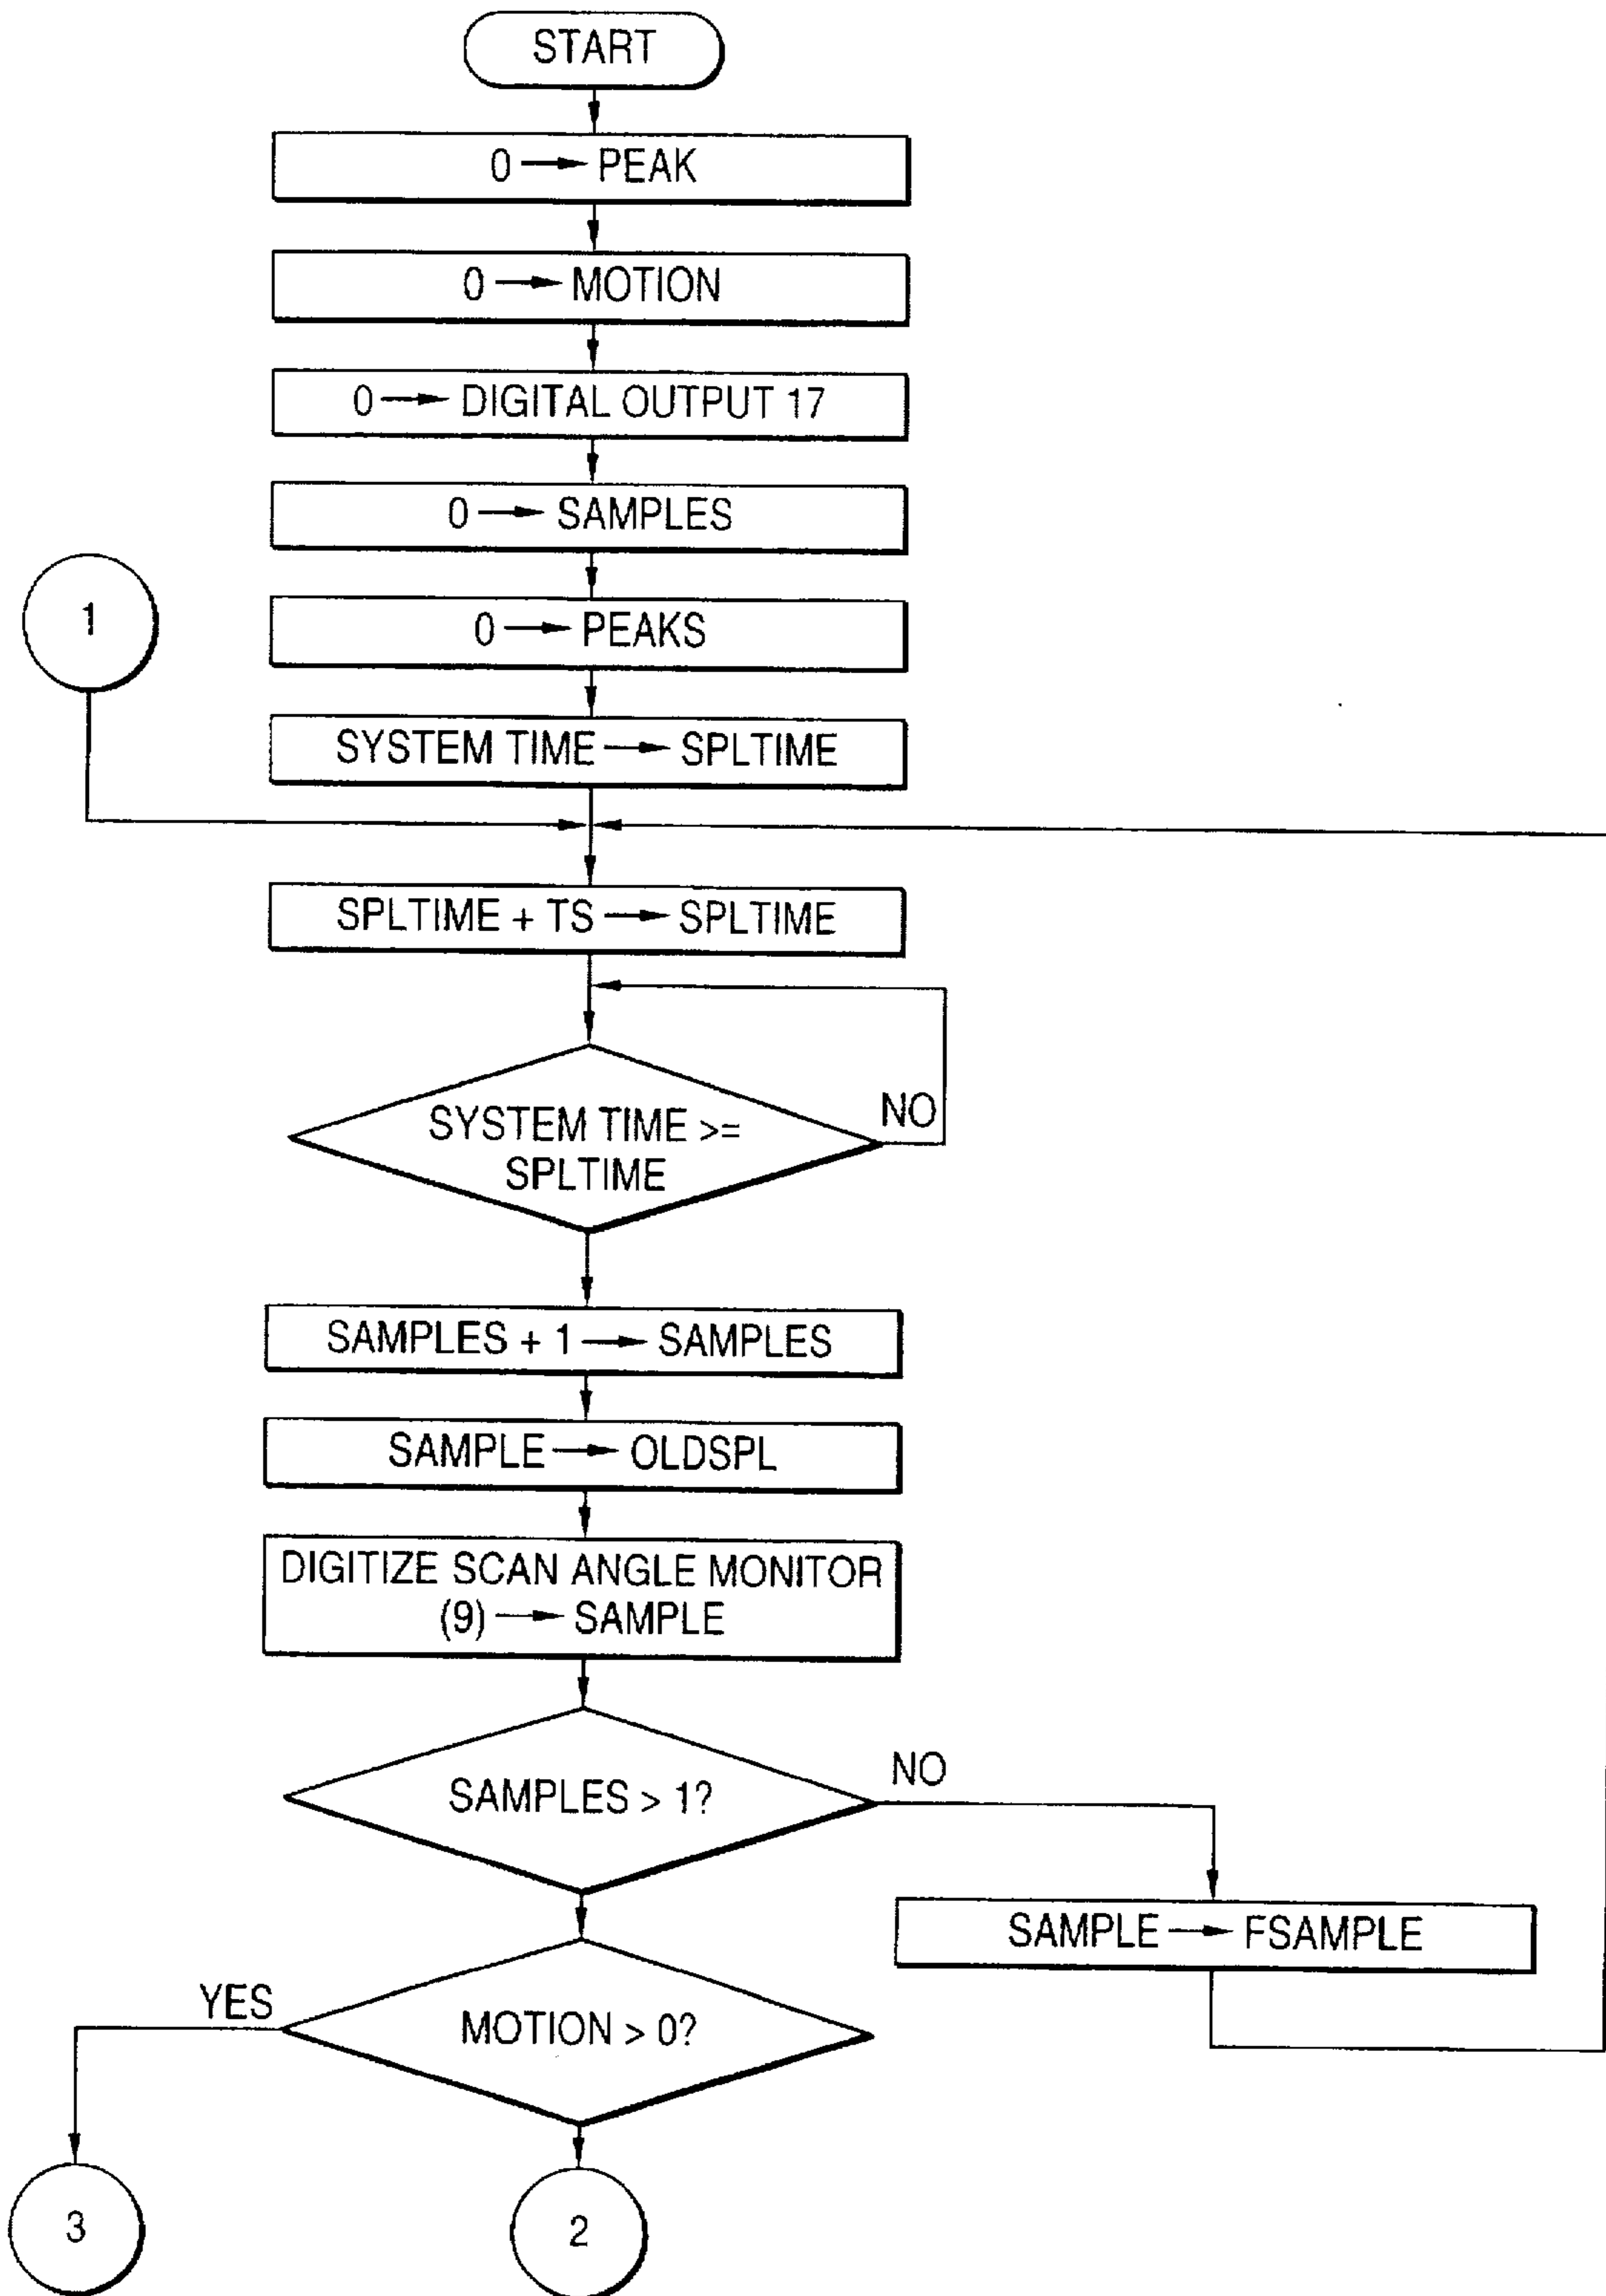 START
0 → PEAK
0 → MOTION
0 → DIGITAL OUTPUT 17
0 → SAMPLES
1
0 → PEAKS
SYSTEM TIME → SPLTIME
SPLTIME + TS → SPLTIME
NO
SYSTEM TIME >=
SPLTIME
SAMPLES + 1 → SAMPLES
SAMPLE → OLDSPL
DIGITIZE SCAN ANGLE MONITOR
(9) → SAMPLE
NO
SAMPLES > 1?
SAMPLE → FSAMPLE
YES
MOTION > 0?
3
2